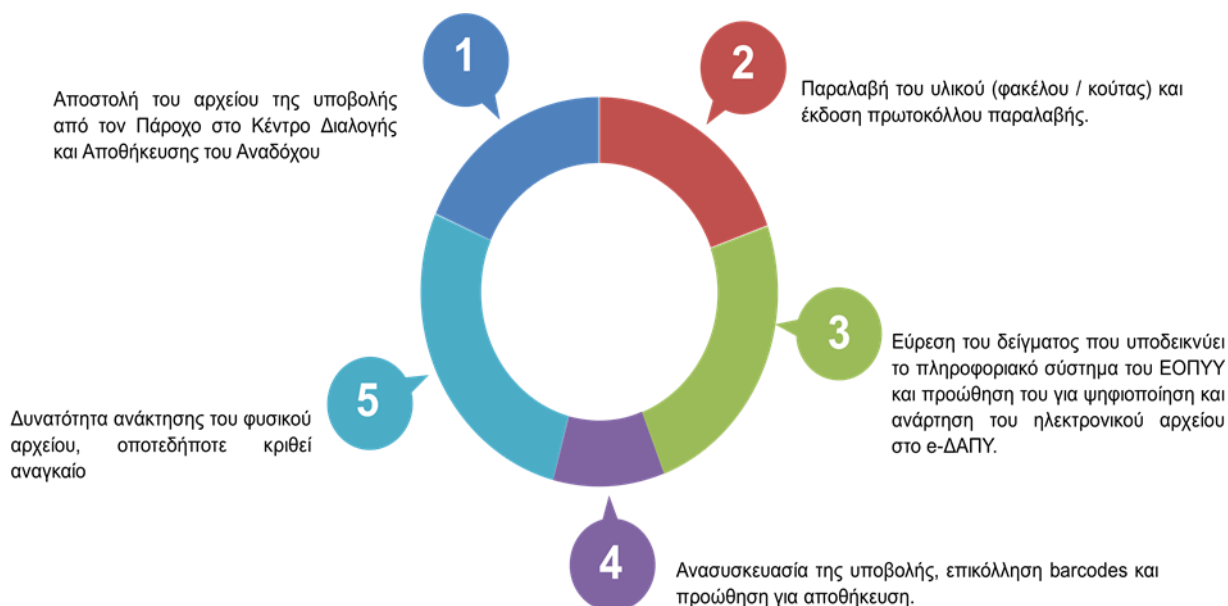 1
Αποστολή του αρχείου της υποβολής
από τον Πάροχο στο Κέντρο Διαλογής
και Αποθήκευσης του Αναδόχου
2
Παραλαβή του υλικού (φακέλου / κούτας) και
έκδοση πρωτοκόλλου παραλαβής.
3
Εύρεση του δείγματος που υποδεικνύει
το πληροφοριακό σύστημα του ΕΟΠΥΥ
και προώθηση του για ψηφιοποίηση και
ανάρτηση του ηλεκτρονικού αρχείου
στο e-ΔΑΠΥ.
4
Ανασυσκευασία της υποβολής, επικόλληση barcodes και
προώθηση για αποθήκευση.
5
Δυνατότητα ανάκτησης του φυσικού
αρχείου, οποτεδήποτε κριθεί
αναγκαίο